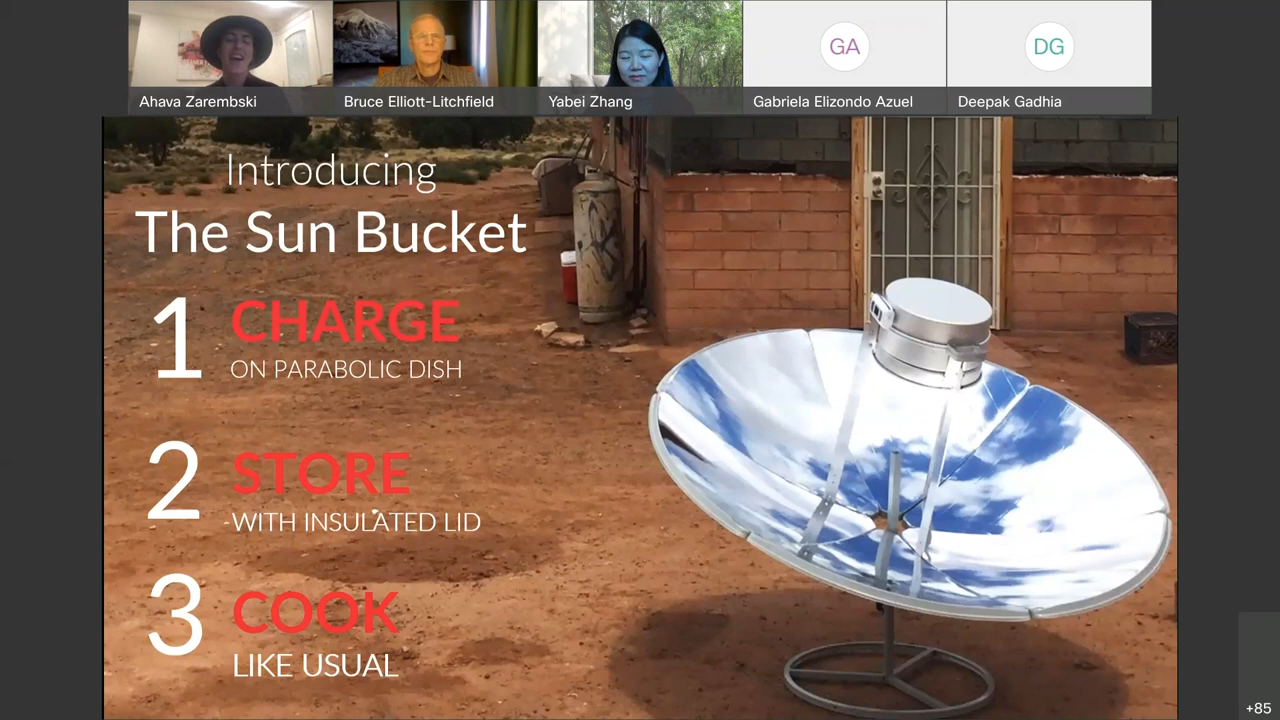 Ahava Zarembski
Bruce Elliott-Litchfield
Yabei Zhang
GA
Gabriela Elizondo Azuel
DG
Deepak Gadhia
Introducing
The Sun Bucket
1 CHARGE
ON PARABOLIC DISH
2 STORE
-WITH INSULATED LID
3 COOK
LIKE USUAL
+85